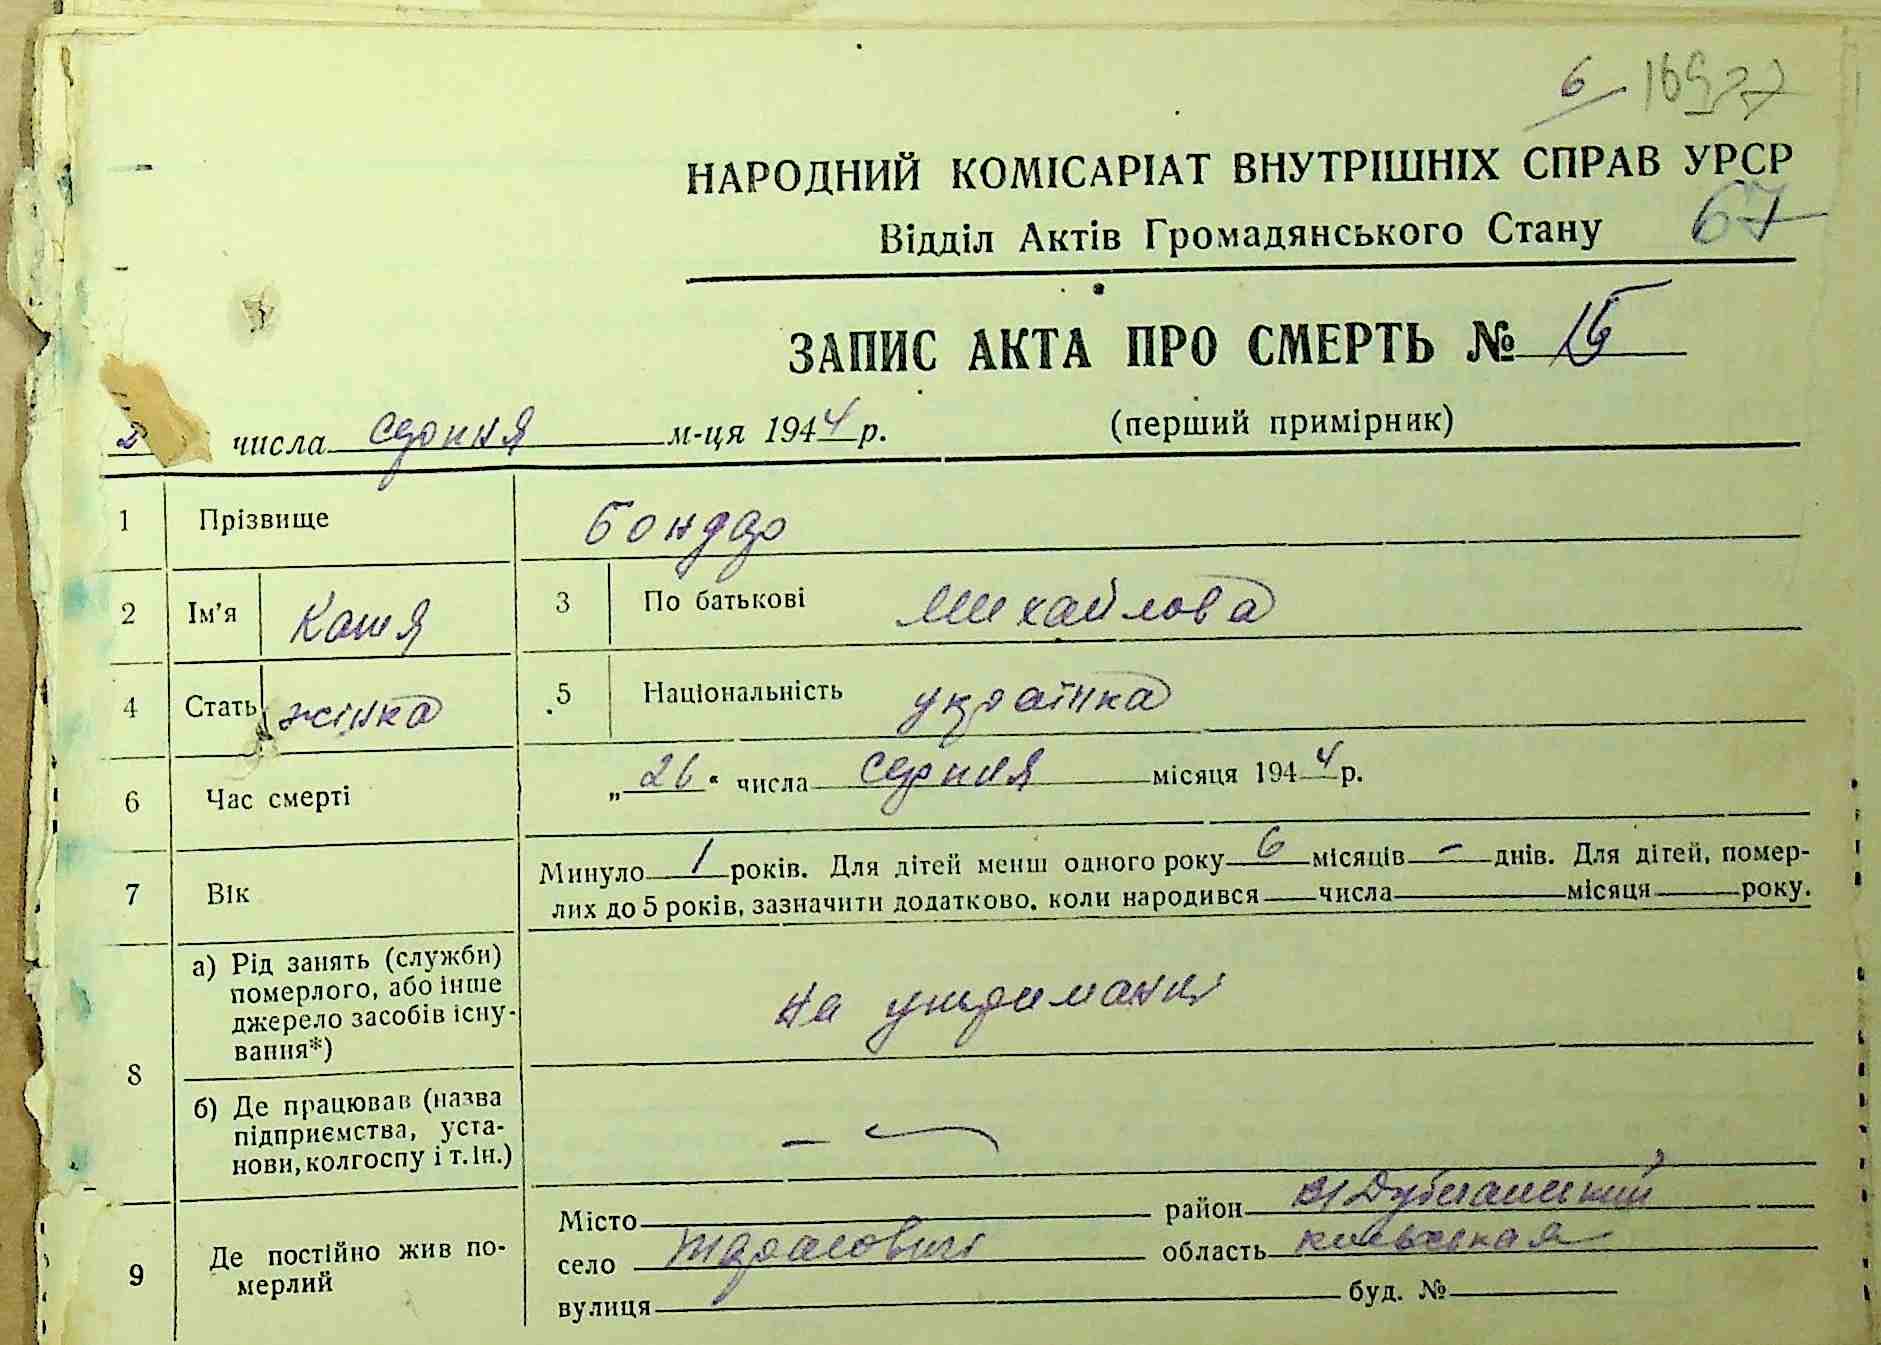 6 16977
НАРОДНИЙ КОМІСАРІАТ ВНУТРІШНІХ СПРАВ УРСР
Відділ Актів Громадянського Стану 67
ЗАПИС АКТА ПРО СМЕРТЬ № 15
числа серпня м-ця 1944 р. (перший примірник)
1 Прізвище Бондар
2 Ім'я Катя 3 По батькові Михайлова
4 Стать жінка 5 Національність українка
6 Час смерті „26“ числа серпня місяця 1944 р.
7 Вік Минуло 1 років. Для дітей менш одного року 6 місяців - днів. Для дітей, помер-
лих до 5 років, зазначити додатково, коли народився числа місяця року.
8 а) Рід занять (служби)
померлого, або інше
джерело засобів існу-
вання*) на утриманні
б) Де працював (назва
підприємства, уста-
нови, колгоспу і т. ін.) —
9 Де постійно жив по-
мерлий
Місто район Н Дубечанский
село Тарасовичі область киевская
вулиця буд. №